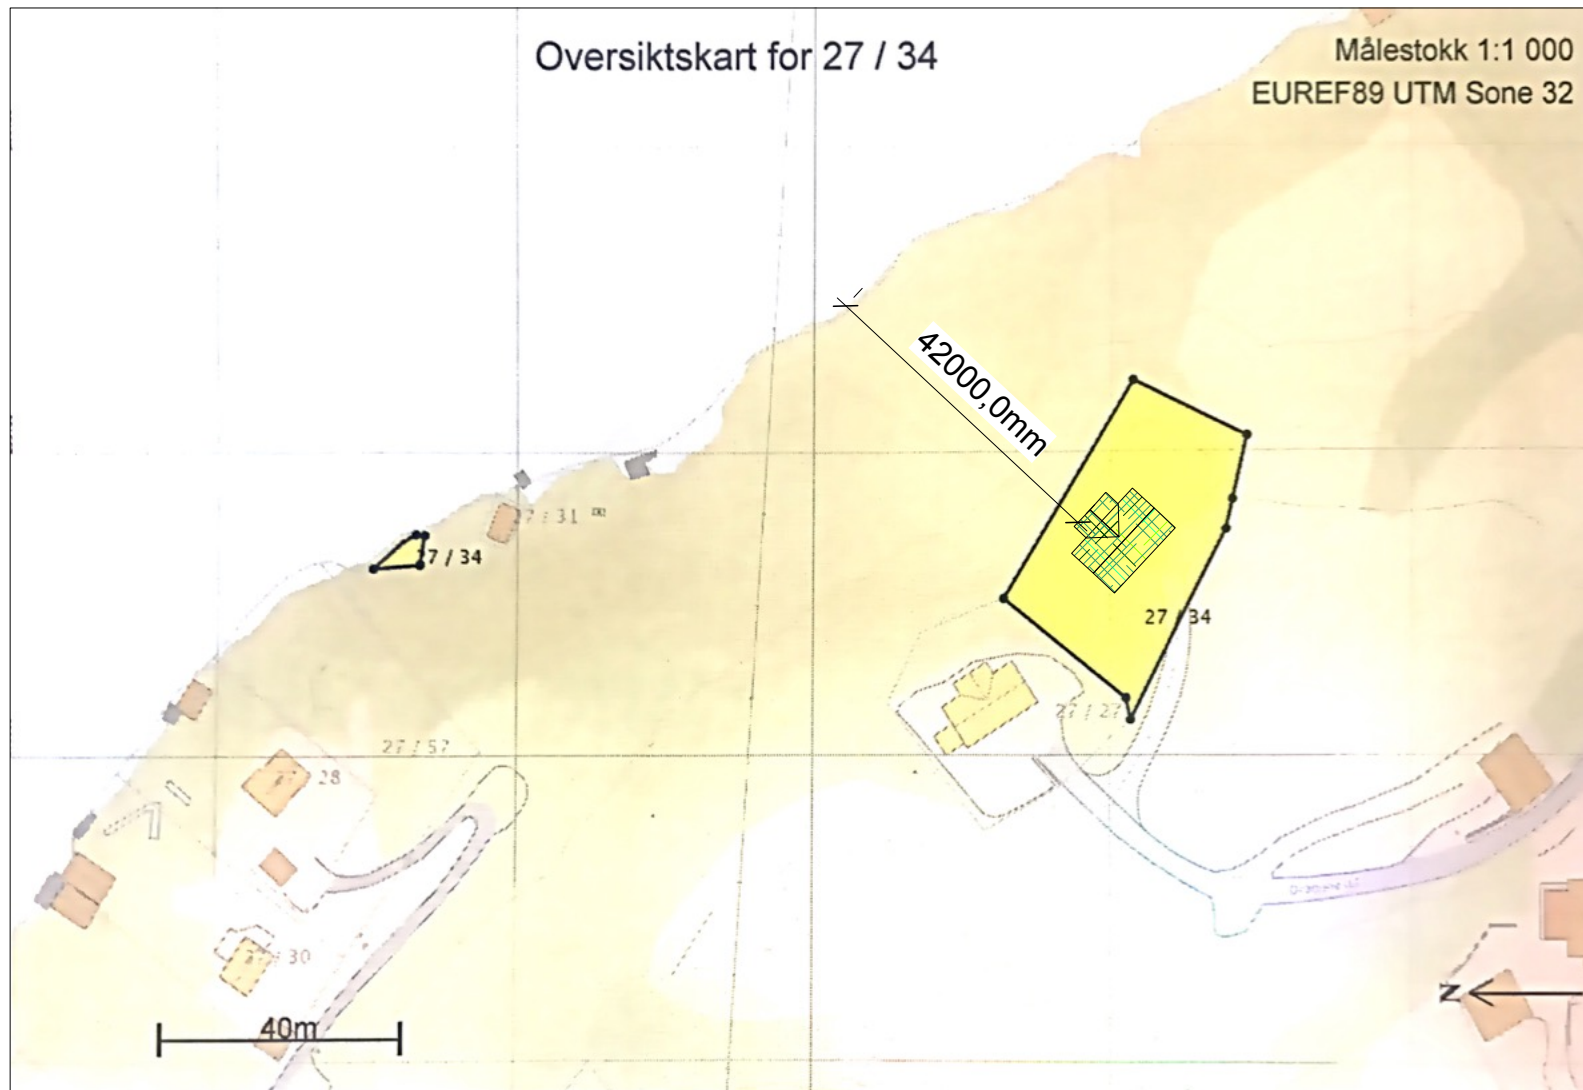 Oversiktskart for 27 / 34
Målestokk 1:1 000
EUREF89 UTM Sone 32
42000,0mm
27 / 31
27 / 34
27 / 34
27 / 27
27 / 57
28
30
40m
N